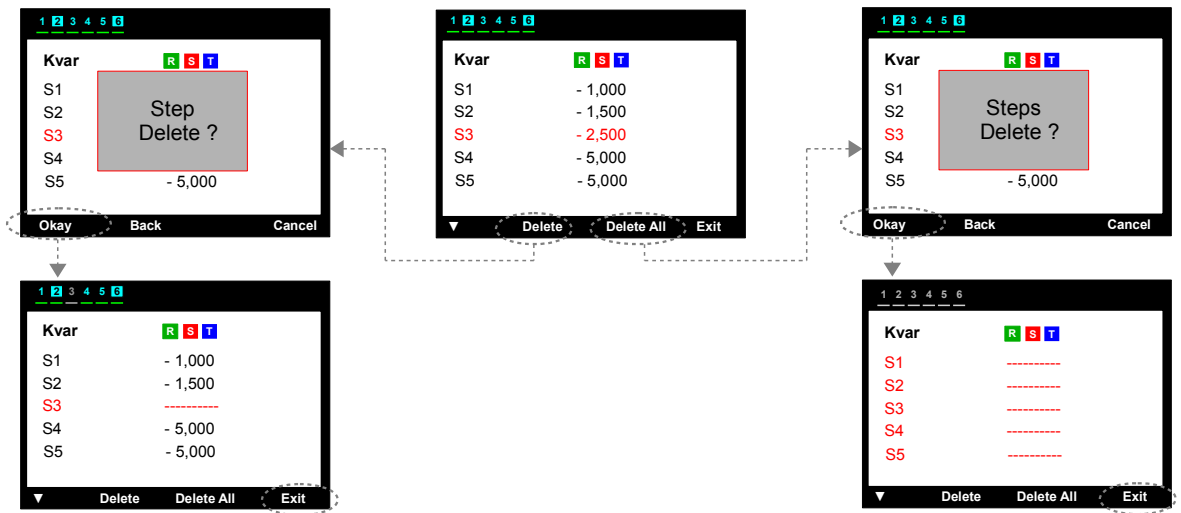 1 2 3 4 5 6
Kvar R S T
S1
S2
S3
S4
S5 - 5,000
Step
Delete ?
Okay Back Cancel
1 2 3 4 5 6
Kvar R S T
S1 - 1,000
S2 - 1,500
S3 - 2,500
S4 - 5,000
S5 - 5,000
▼ Delete Delete All Exit
1 2 3 4 5 6
Kvar R S T
S1
S2
S3
S4
S5 - 5,000
Steps
Delete ?
Okay Back Cancel
1 2 3 4 5 6
Kvar R S T
S1 - 1,000
S2 - 1,500
S3 ----------
S4 - 5,000
S5 - 5,000
▼ Delete Delete All Exit
1 2 3 4 5 6
Kvar R S T
S1 ----------
S2 ----------
S3 ----------
S4 ----------
S5 ----------
▼ Delete Delete All Exit